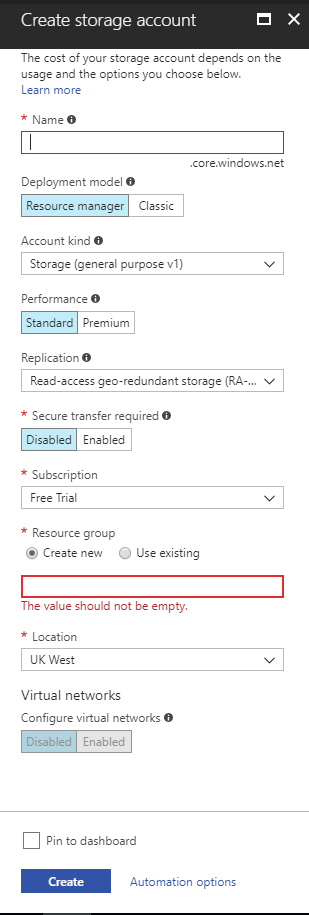 Create storage account
The cost of your storage account depends on the
usage and the options you choose below.
Learn more
* Name
.core.windows.net
Deployment model
Resource manager Classic
Account kind
Storage (general purpose v1)
Performance
Standard Premium
Replication
Read-access geo-redundant storage (RA-...
* Secure transfer required
Disabled Enabled
* Subscription
Free Trial
* Resource group
Create new Use existing
The value should not be empty.
* Location
UK West
Virtual networks
Configure virtual networks
Disabled Enabled
Pin to dashboard
Create Automation options